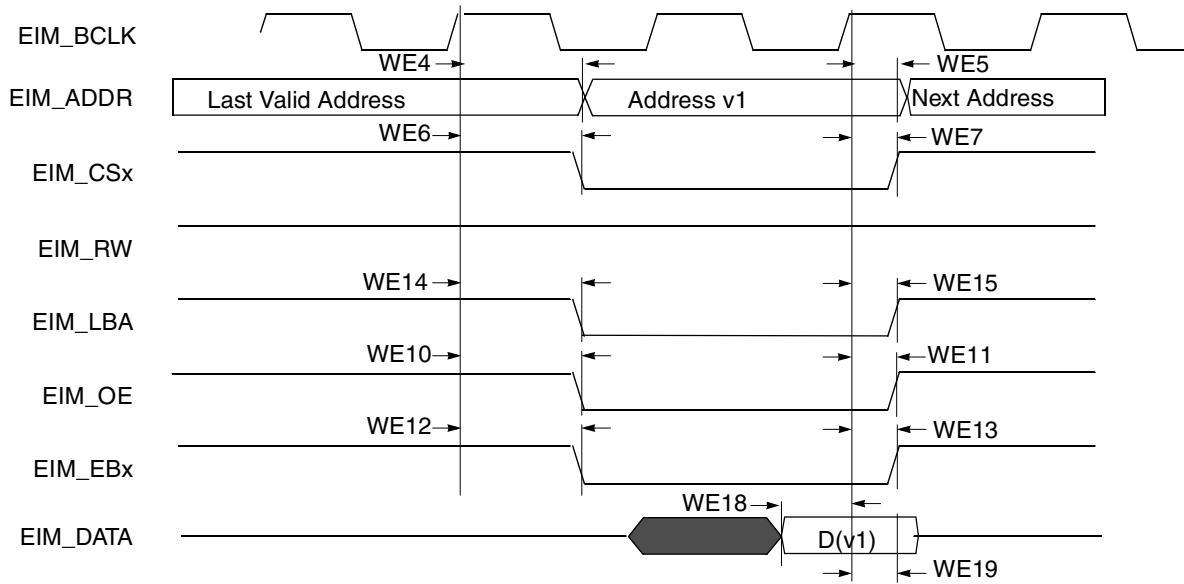 EIM_BCLK
WE4 WE5
EIM_ADDR Last Valid Address Address v1 Next Address
WE6 WE7
EIM_CSx
EIM_RW
WE14 WE15
EIM_LBA
WE10 WE11
EIM_OE
WE12 WE13
EIM_EBx
WE18
EIM_DATA D(v1)
WE19